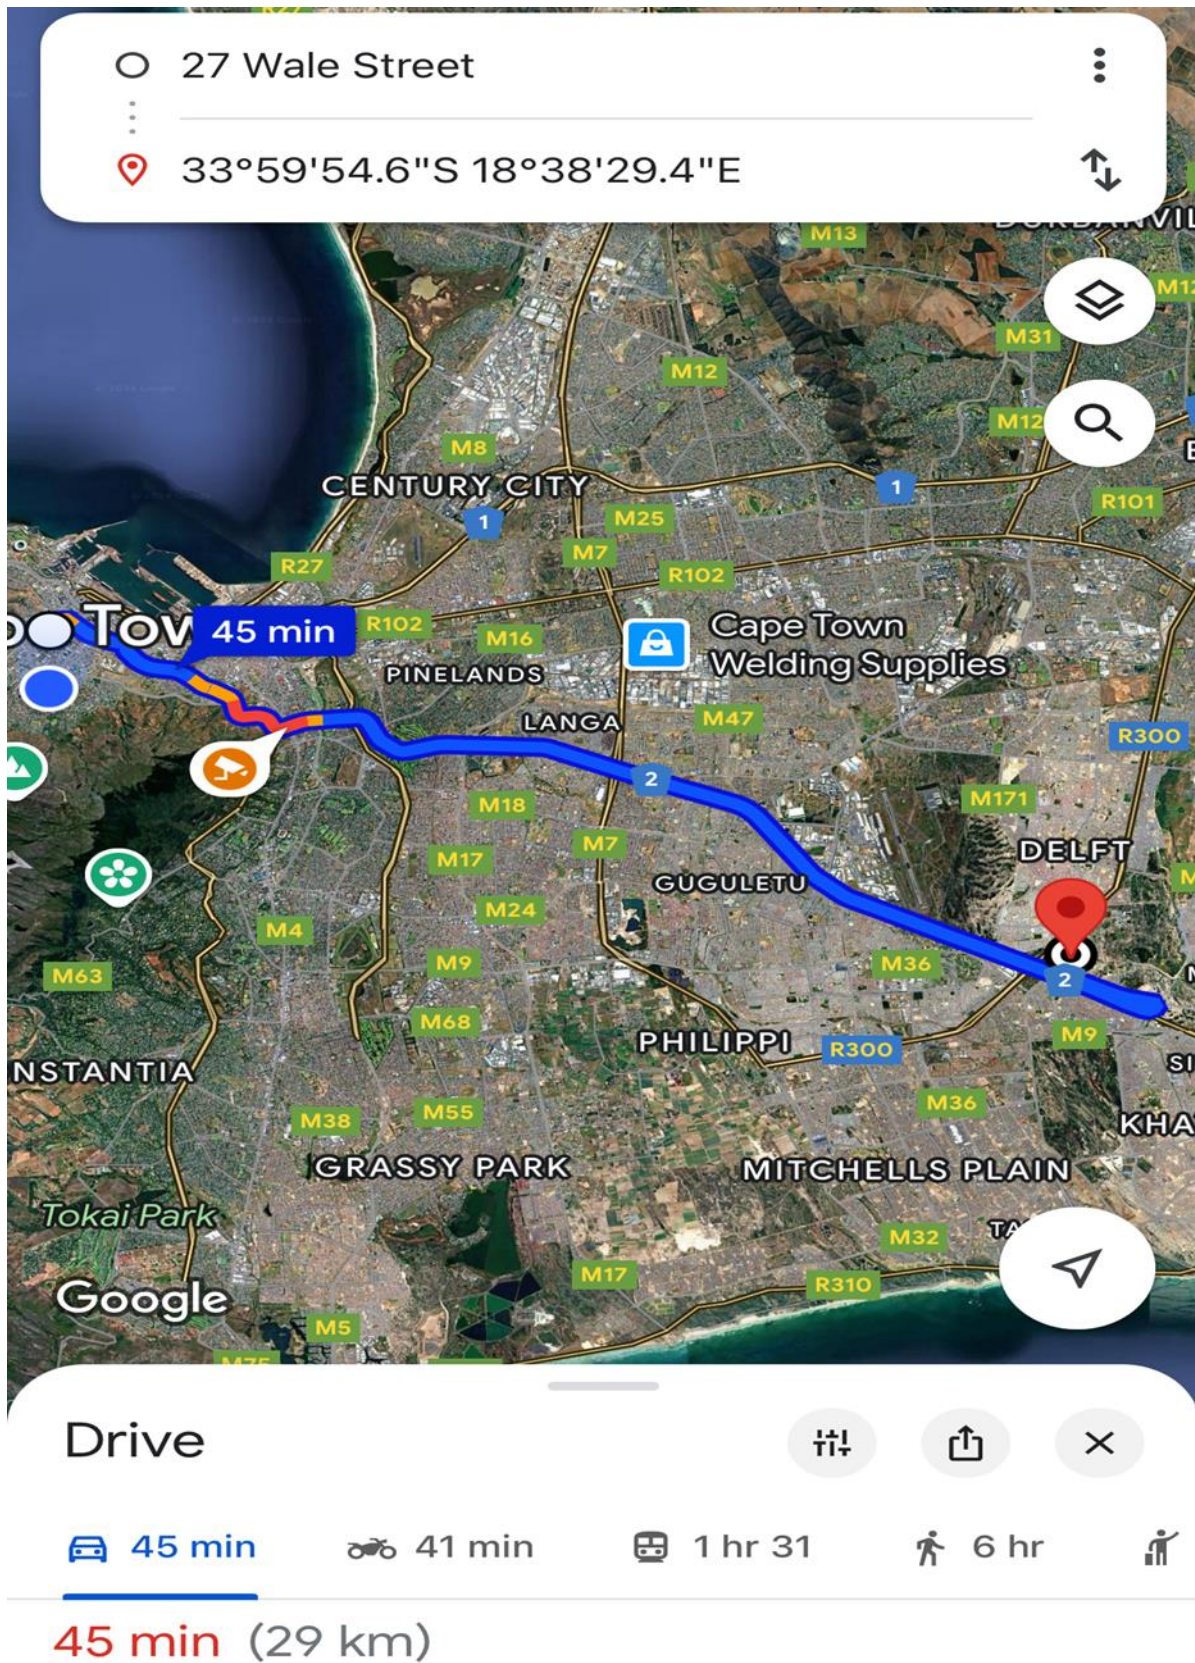 27 Wale Street
33°59'54.6"S 18°38'29.4"E
M13
M31
M12
M12
M8
CENTURY CITY
1
1
M25
R101
M7
R27
R102
Tow
45 min
R102
M16
Cape Town
Welding Supplies
PINELANDS
LANGA
M47
R300
2
M18
M171
M7
DELFT
M17
GUGULETU
M24
M4
M9
M36
M63
2
M68
M9
PHILIPPI
R300
NSTANTIA
SI
M38
M55
M36
KHA
GRASSY PARK
MITCHELLS PLAIN
Tokai Park
M32
TA
M17
R310
Google
M5
M75
Drive
45 min 41 min 1 hr 31 6 hr
45 min (29 km)